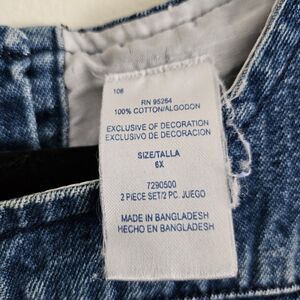 108
RN 95264
100% COTTON/ALGODON
EXCLUSIVE OF DECORATION
EXCLUSIVO DE DECORACION
SIZE/TALLA
6X
7290500
2 PIECE SET/2 PC. JUEGO
MADE IN BANGLADESH
HECHO EN BANGLADESH